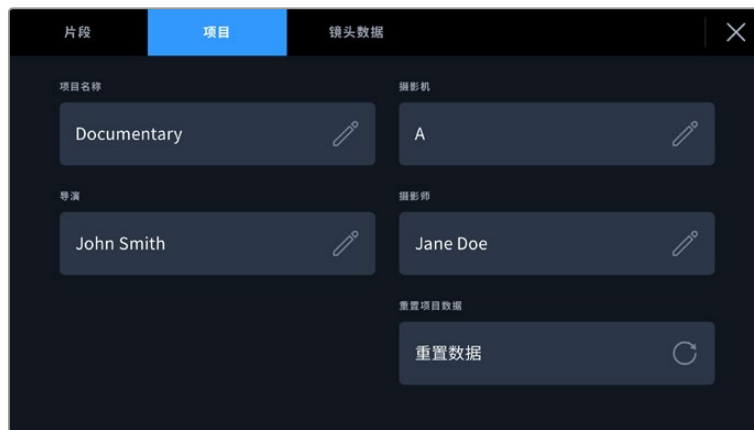 片段 项目 镜头数据
项目名称 摄影机
Documentary A
导演 摄影师
John Smith Jane Doe
重置项目数据
重置数据